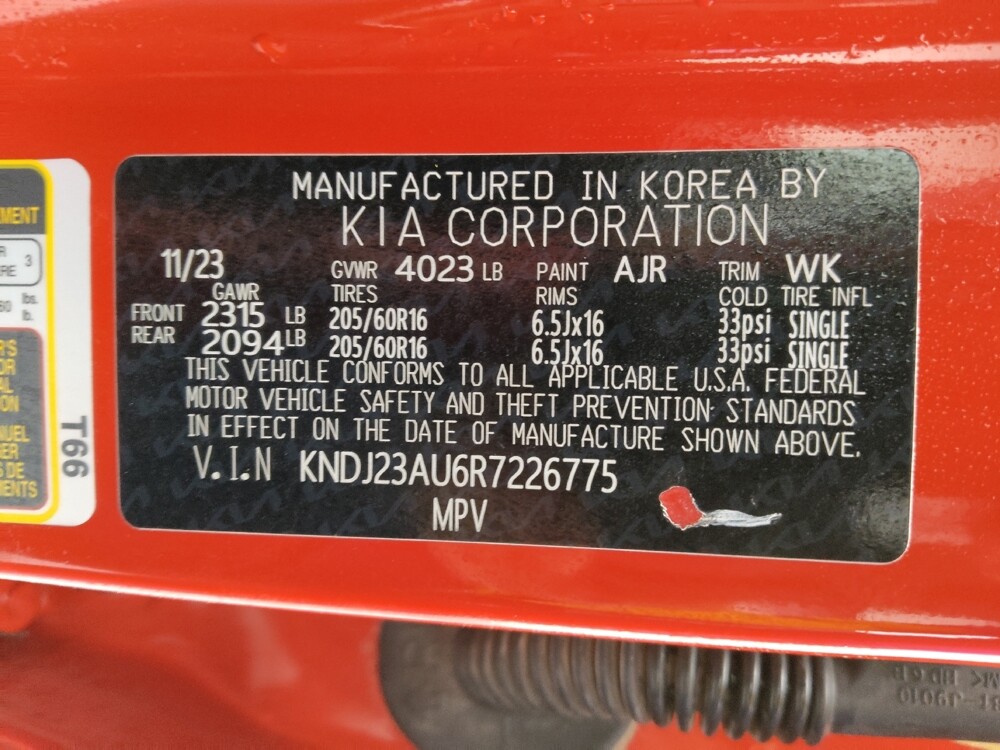 MANUFACTURED IN KOREA BY
KIA CORPORATION
11/23 GVWR 4023 LB PAINT AJR TRIM WK
GAWR TIRES RIMS COLD TIRE INFL
FRONT 2315 LB 205/60R16 6.5Jx16 33psi SINGLE
REAR 2094 LB 205/60R16 6.5Jx16 33psi SINGLE
THIS VEHICLE CONFORMS TO ALL APPLICABLE U.S.A. FEDERAL
MOTOR VEHICLE SAFETY AND THEFT PREVENTION STANDARDS
IN EFFECT ON THE DATE OF MANUFACTURE SHOWN ABOVE.
V.I.N KNDJ23AU6R7226775
MPV
T66
3
lbs.
lb.